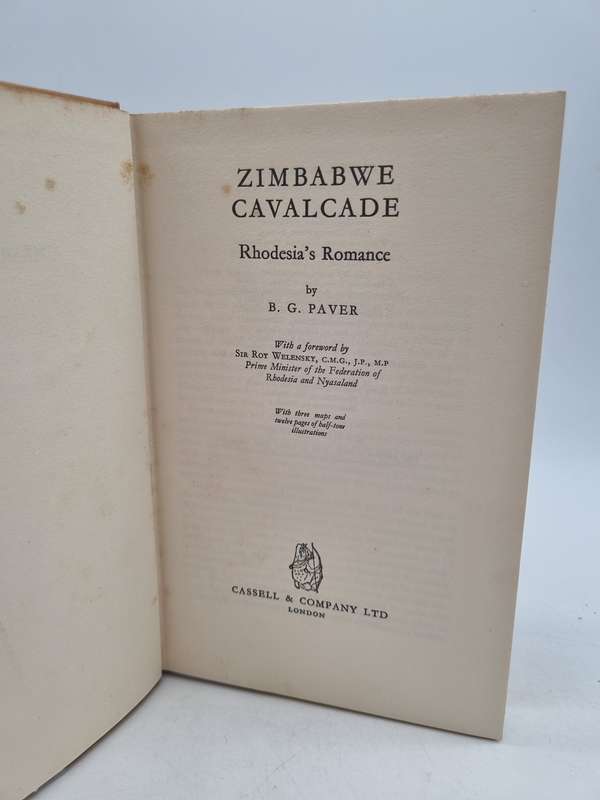 ZIMBABWE
CAVALCADE
Rhodesia's Romance
by
B. G. PAVER
With a foreword by
SIR ROY WELENSKY, C.M.G., J.P., M.P
Prime Minister of the Federation of
Rhodesia and Nyasaland
With three maps and
twelve pages of half-tone
illustrations
CASSELL & COMPANY LTD
LONDON